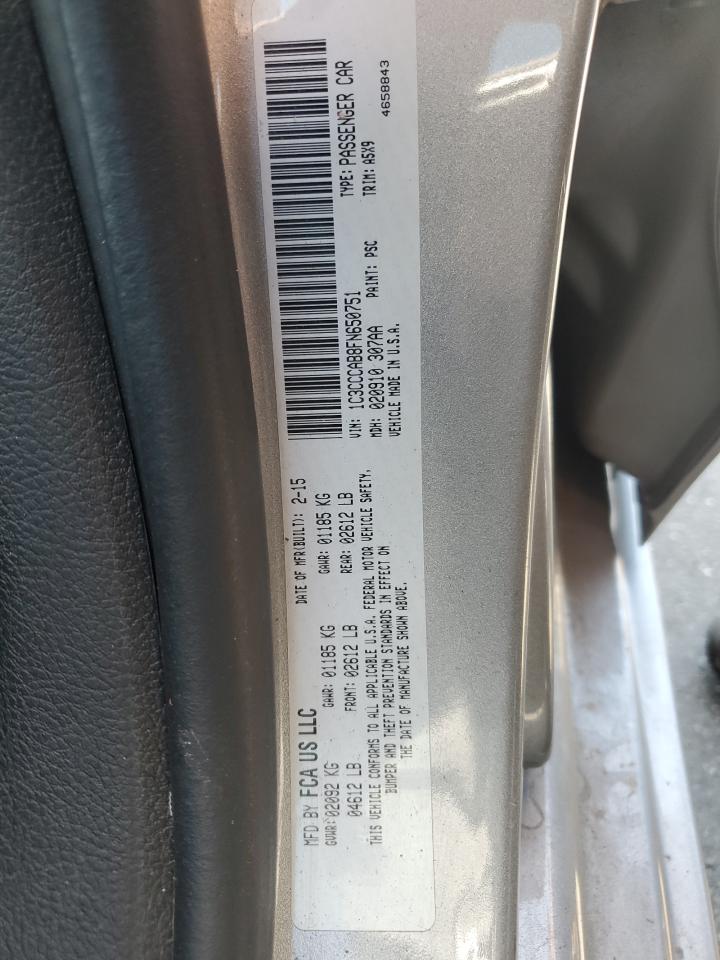 MFD BY FCA US LLC
DATE OF MFR(BUILT): 2-15
GVWR: 02092 KG
GAWR: 01185 KG
GAWR: 01185 KG
04612 LB
FRONT: 02612 LB
REAR: 02612 LB
THIS VEHICLE CONFORMS TO ALL APPLICABLE U.S.A. FEDERAL MOTOR VEHICLE SAFETY,
BUMPER AND THEFT PREVENTION STANDARDS IN EFFECT ON
THE DATE OF MANUFACTURE SHOWN ABOVE.
VIN: 1C3CCCAB8FN650751
TYPE: PASSENGER CAR
MDH: 020910 307AA
PAINT: PSC
TRIM: A5X9
VEHICLE MADE IN U.S.A.
4658843